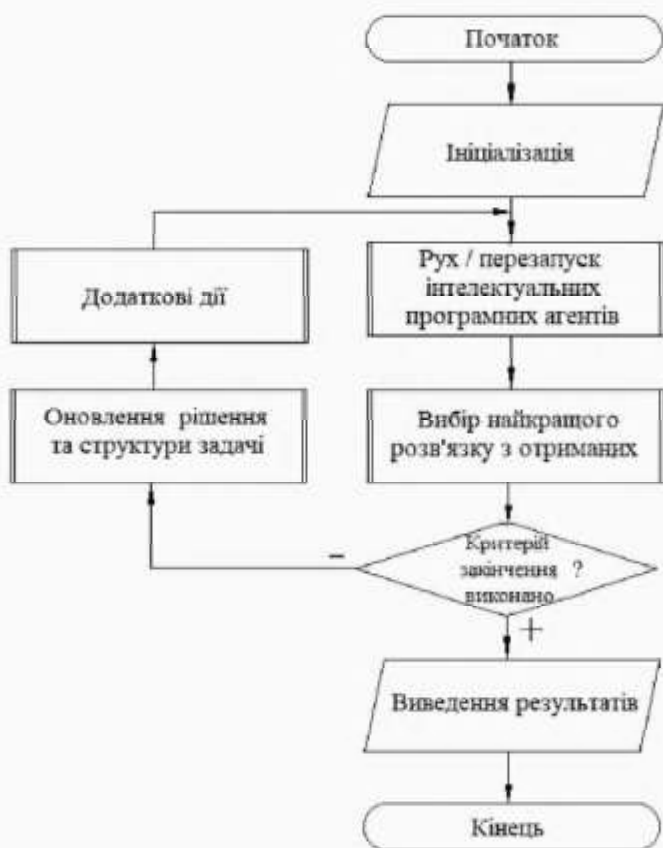 Початок
Ініціалізація
Рух / перезапуск
інтелектуальних
програмних агентів
Вибір найкращого
розв'язку з отриманих
Критерій
закінчення ?
виконано
–
+
Оновлення рішення
та структури задачі
Додаткові дії
Виведення результатів
Кінець